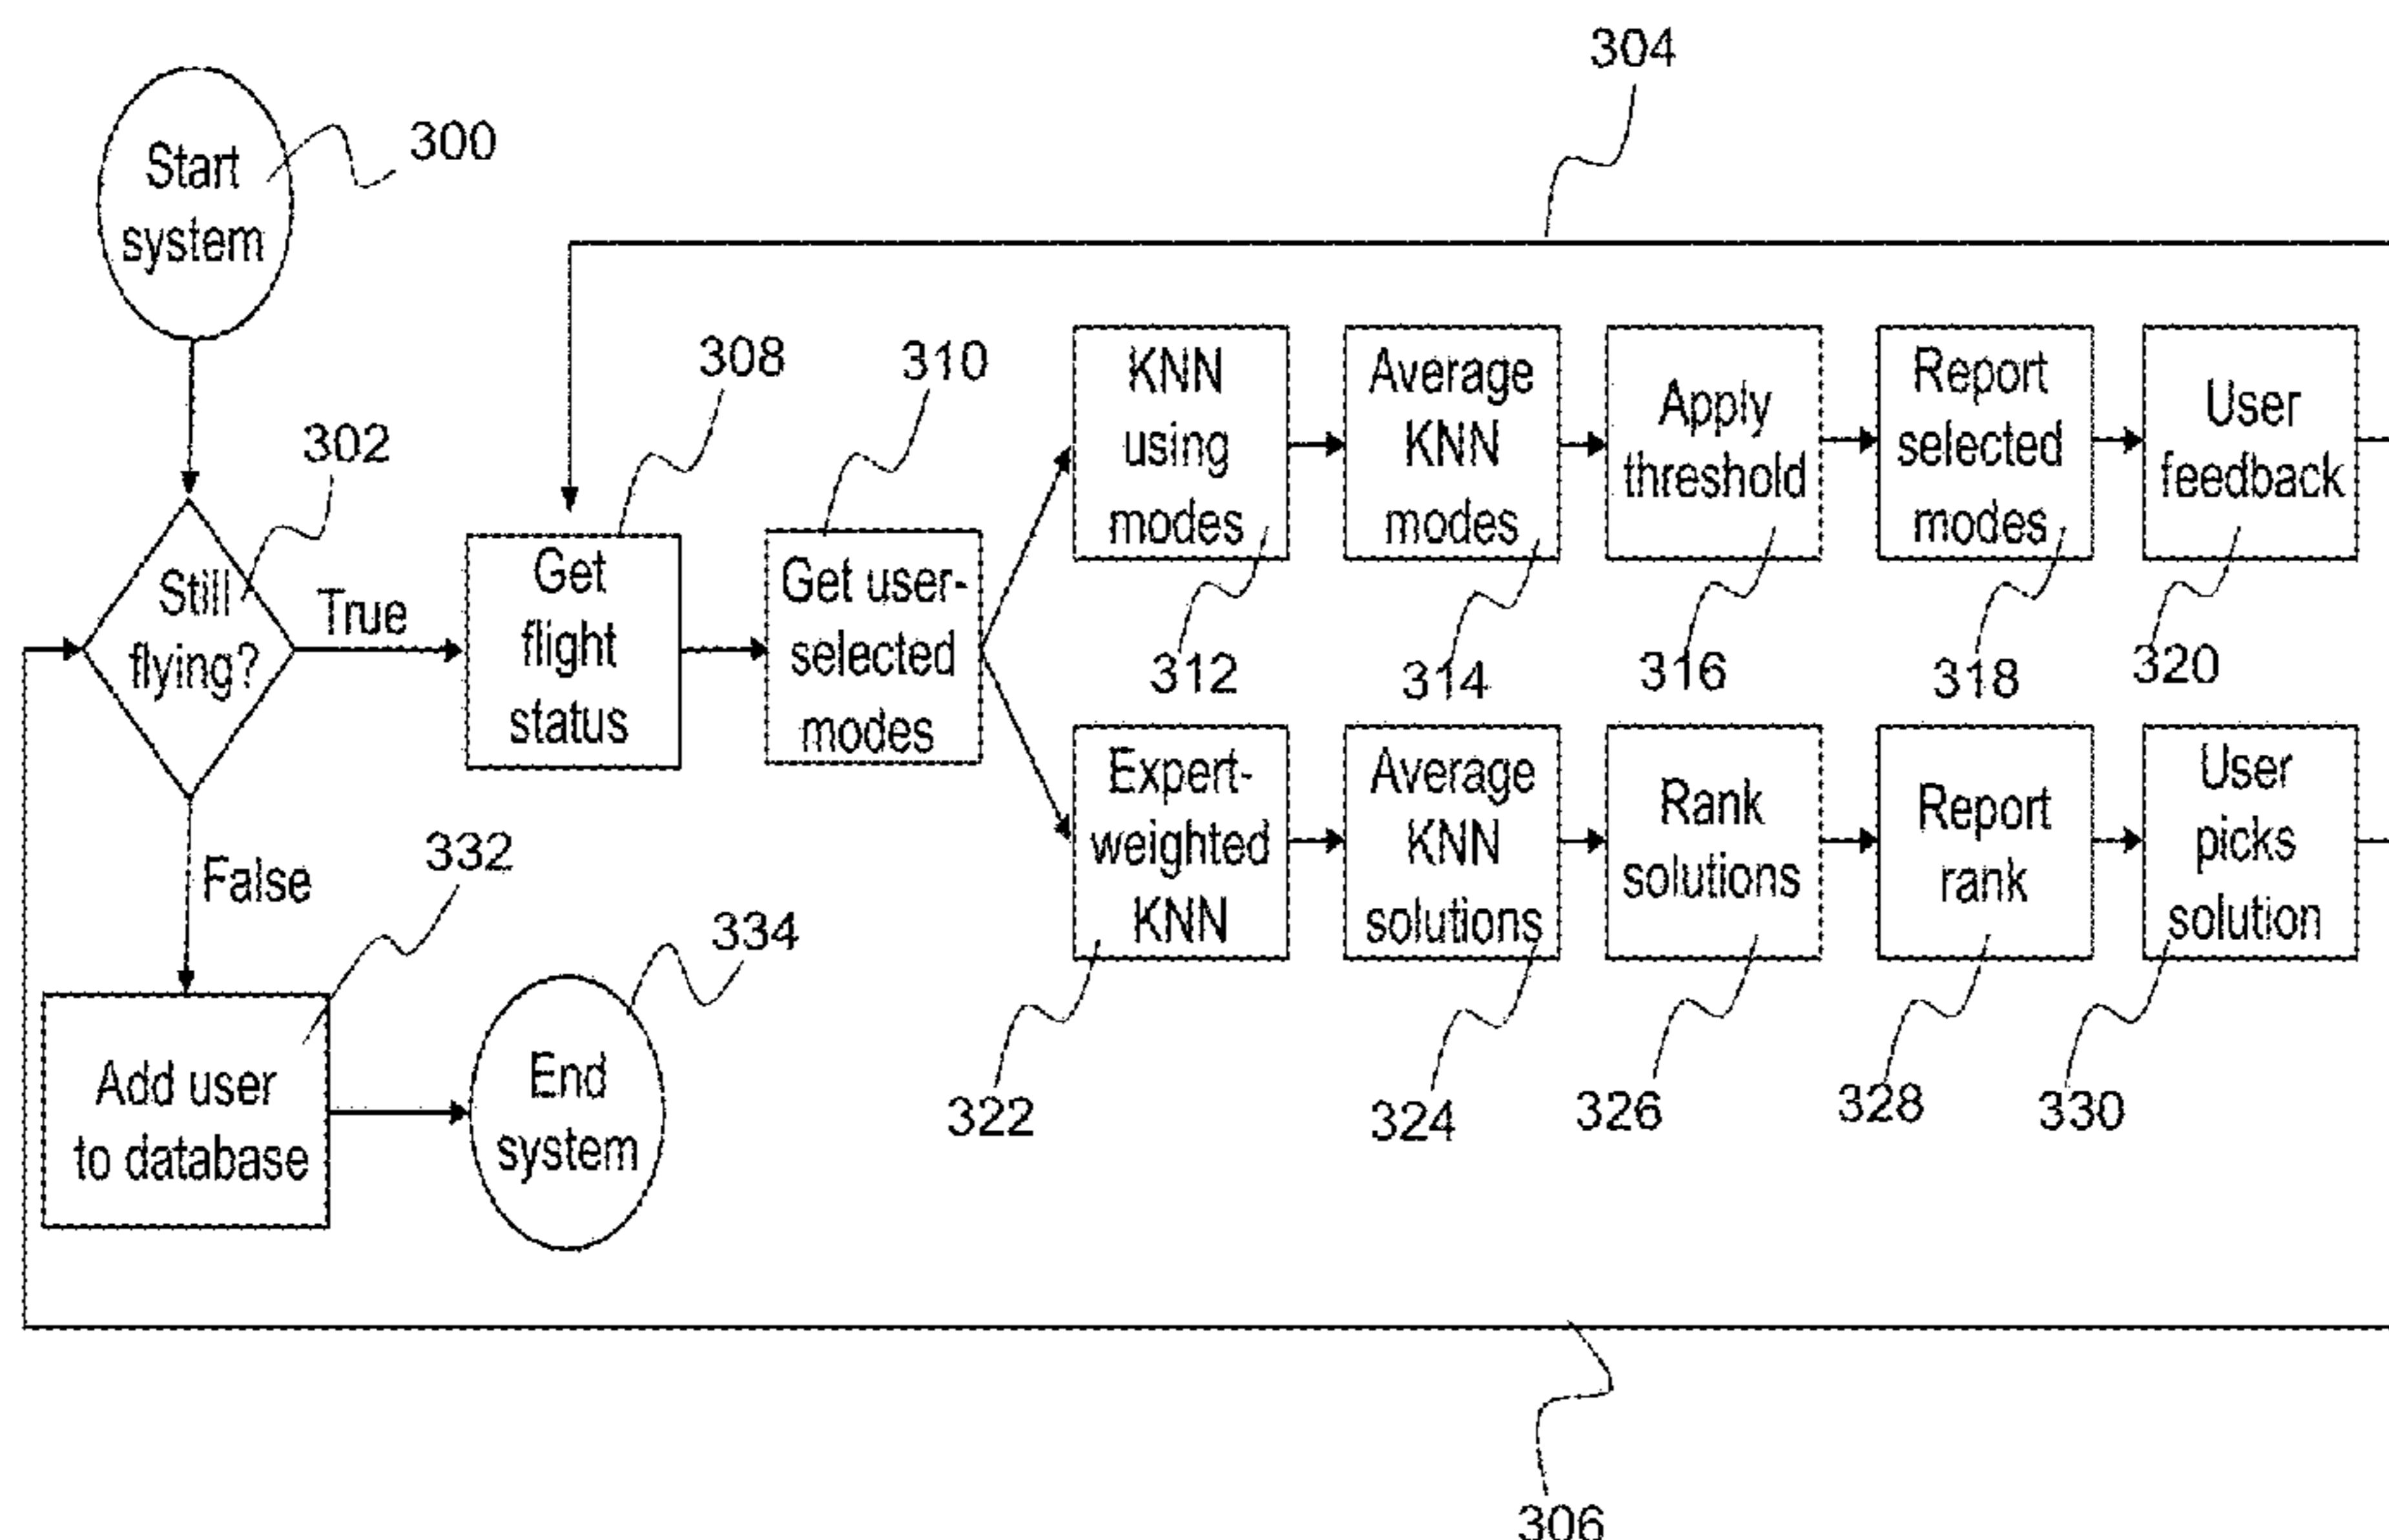 304
Start
system
300
308
310
302
KNN
using
modes
Average
KNN
modes
Apply
threshold
Report
selected
modes
User
feedback
Still
flying?
True
Get
flight
status
Get user-
selected
modes
312
314
316
318
320
False
332
334
Expert-
weighted
KNN
Average
KNN
solutions
Rank
solutions
Report
rank
User
picks
solution
Add user
to database
End
system
322
324
326
328
330
306